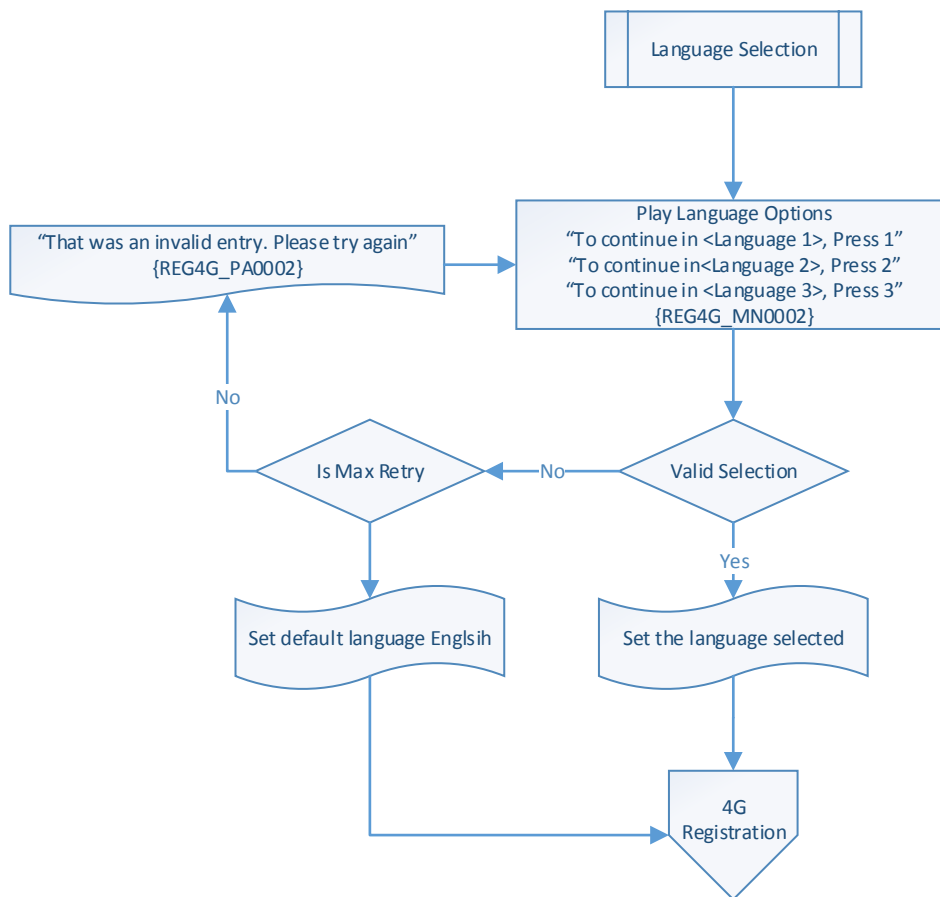 Language Selection
Play Language Options
“To continue in <Language 1>, Press 1”
“To continue in<Language 2>, Press 2”
“To continue in <Language 3>, Press 3”
{REG4G_MN0002}
“That was an invalid entry. Please try again”
{REG4G_PA0002}
No
Is Max Retry
No
Valid Selection
Yes
Set default language Englsih
Set the language selected
4G
Registration